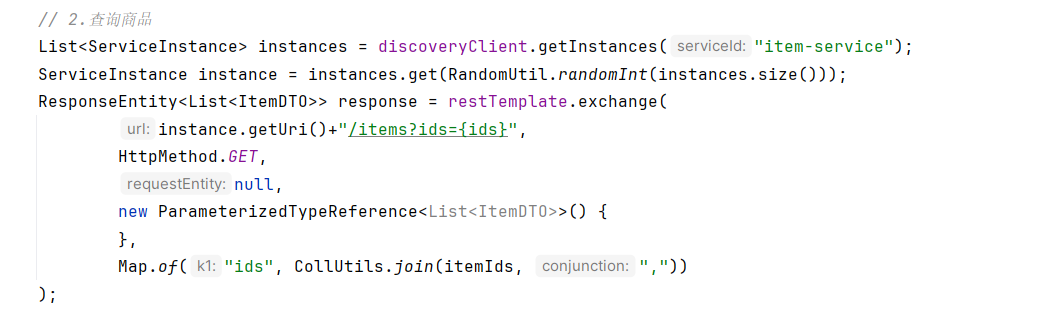 // 2.查询商品
List<ServiceInstance> instances = discoveryClient.getInstances( serviceId: "item-service");
ServiceInstance instance = instances.get(RandomUtil.randomInt(instances.size()));
ResponseEntity<List<ItemDTO>> response = restTemplate.exchange(
url: instance.getUri()+"/items?ids={ids}",
HttpMethod.GET,
requestEntity: null,
new ParameterizedTypeReference<List<ItemDTO>>() {
},
Map.of( k1: "ids", CollUtils.join(itemIds, conjunction: ","))
);